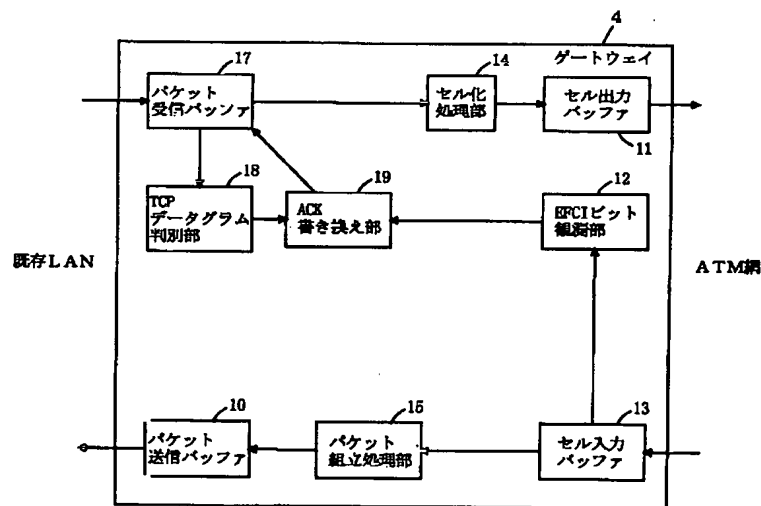 4
ゲートウェイ
17
パケット
受信バッファ
14
セル化
処理部
セル出力
バッファ
11
18
TCP
データグラム
判別部
19
ACK
書き換え部
12
EFCIビット
観測部
既存LAN
ATM網
10
パケット
送信バッファ
15
パケット
組立処理部
13
セル入力
バッファ